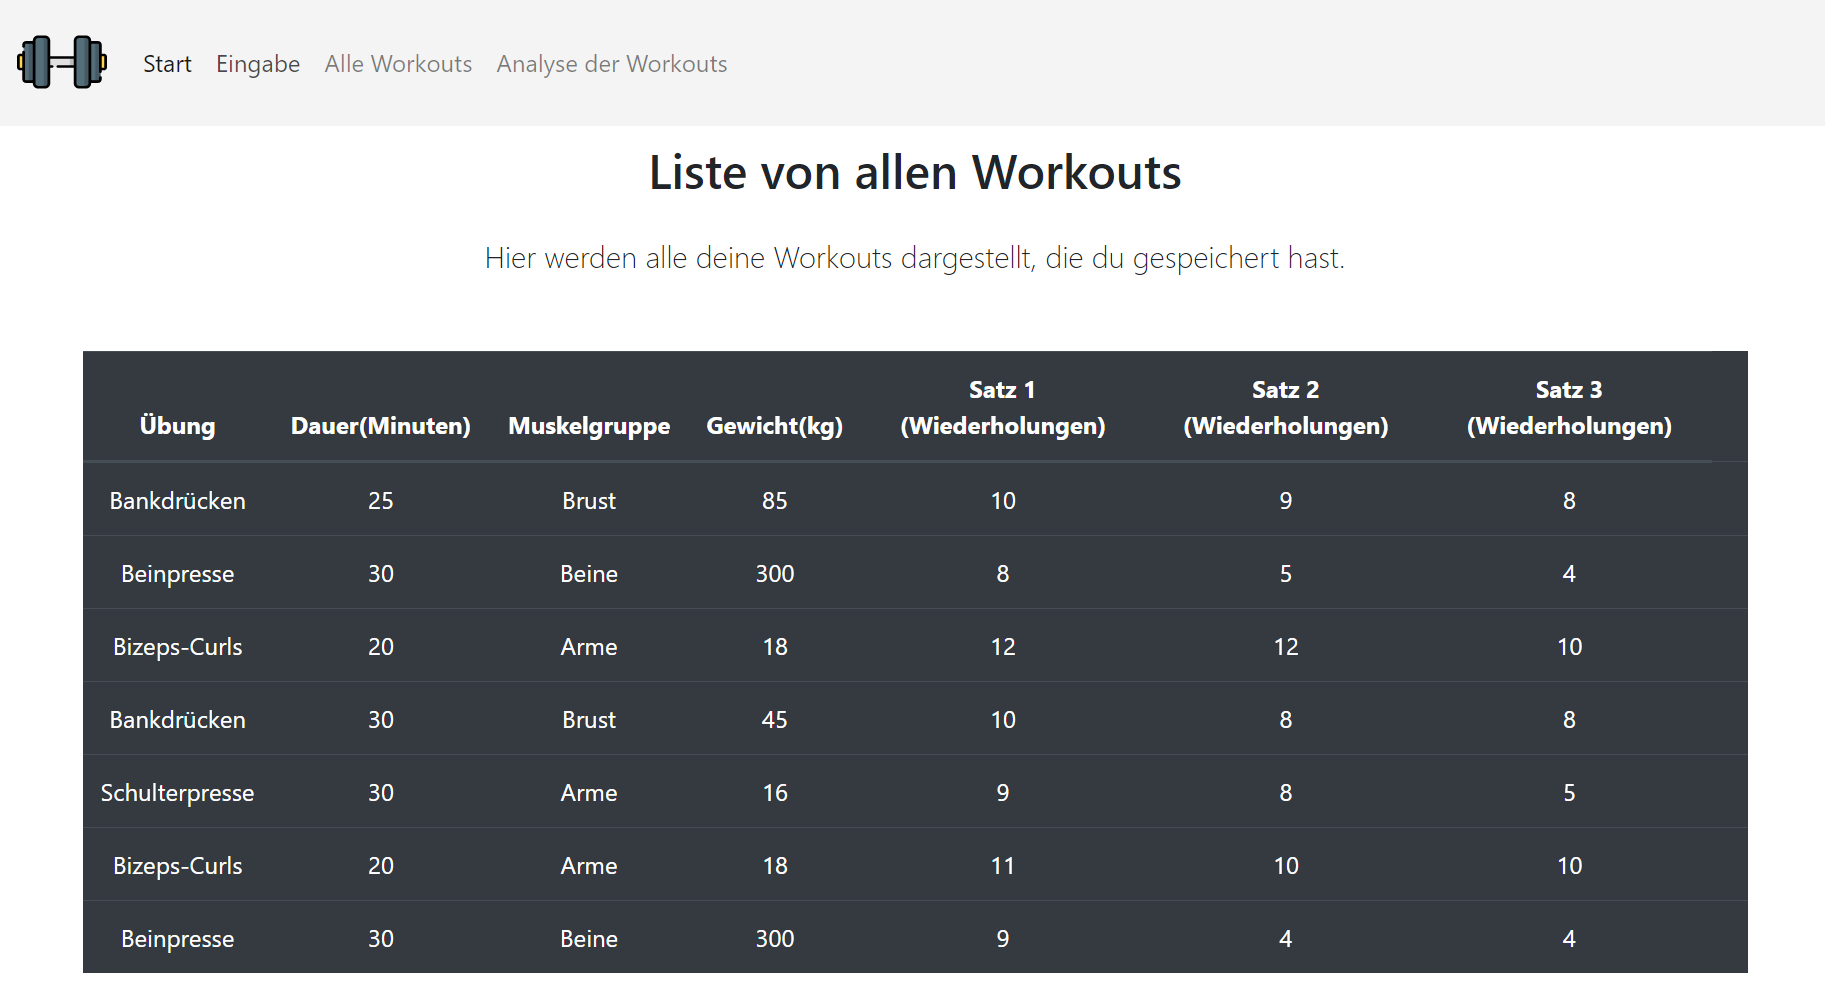 Start Eingabe Alle Workouts Analyse der Workouts
Liste von allen Workouts
Hier werden alle deine Workouts dargestellt, die du gespeichert hast.
Übung Dauer(Minuten) Muskelgruppe Gewicht(kg) Satz 1 (Wiederholungen) Satz 2 (Wiederholungen) Satz 3 (Wiederholungen)
Bankdrücken 25 Brust 85 10 9 8
Beinpresse 30 Beine 300 8 5 4
Bizeps-Curls 20 Arme 18 12 12 10
Bankdrücken 30 Brust 45 10 8 8
Schulterpresse 30 Arme 16 9 8 5
Bizeps-Curls 20 Arme 18 11 10 10
Beinpresse 30 Beine 300 9 4 4